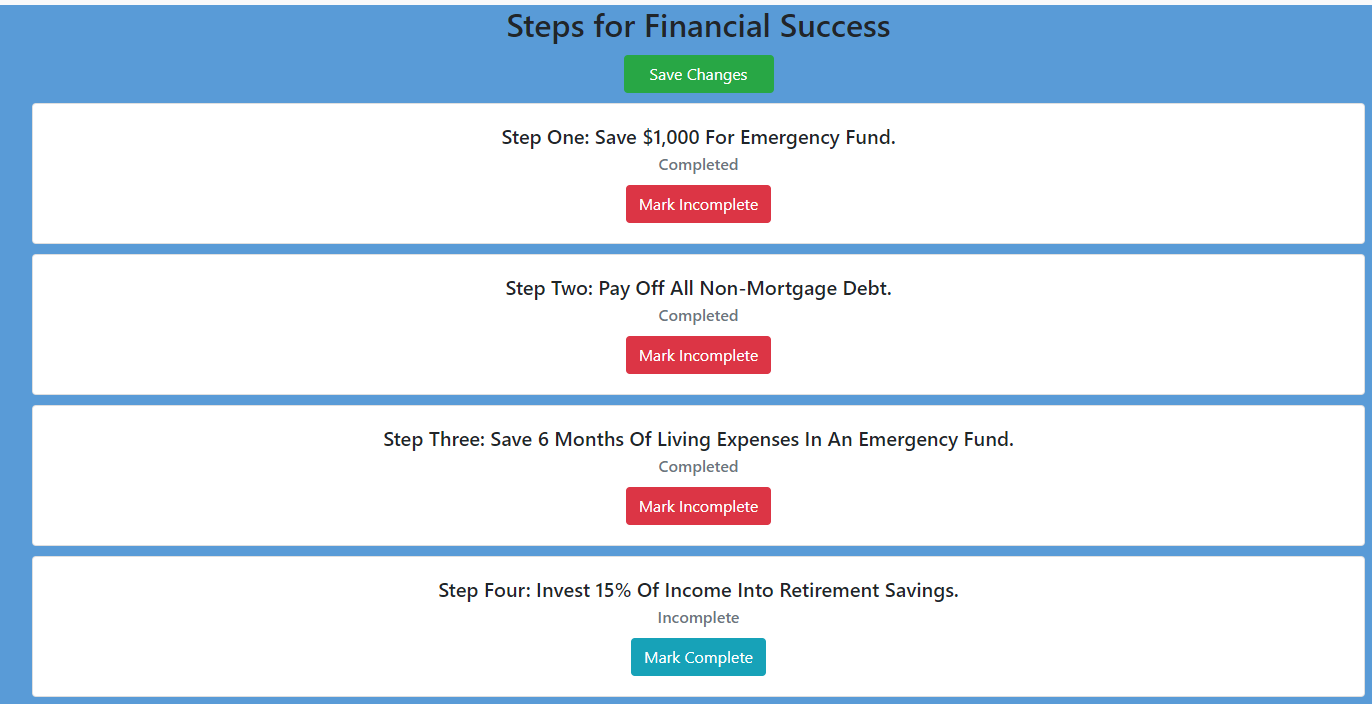 Steps for Financial Success
Save Changes
Step One: Save $1,000 For Emergency Fund.
Completed
Mark Incomplete
Step Two: Pay Off All Non-Mortgage Debt.
Completed
Mark Incomplete
Step Three: Save 6 Months Of Living Expenses In An Emergency Fund.
Completed
Mark Incomplete
Step Four: Invest 15% Of Income Into Retirement Savings.
Incomplete
Mark Complete